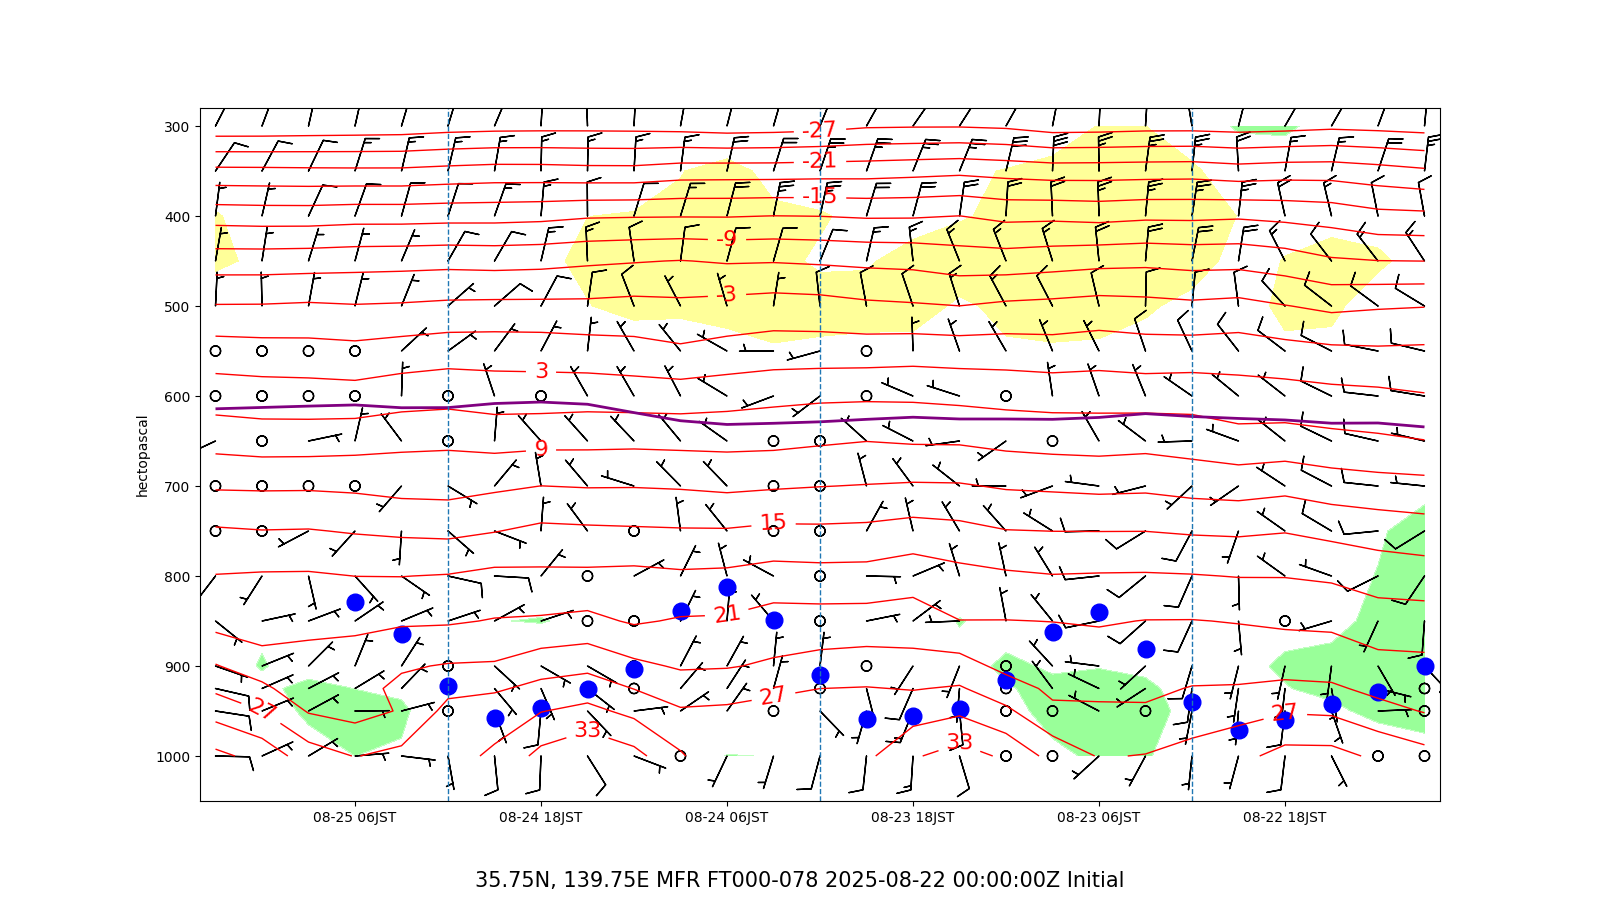 300
-27
-21
-15
400
-9
-3
500
hectopascal
3
600
9
700
15
800
21
900
27
27
27
33
33
1000
08-25 06JST
08-24 18JST
08-24 06JST
08-23 18JST
08-23 06JST
08-22 18JST
35.75N, 139.75E MFR FT000-078 2025-08-22 00:00:00Z Initial